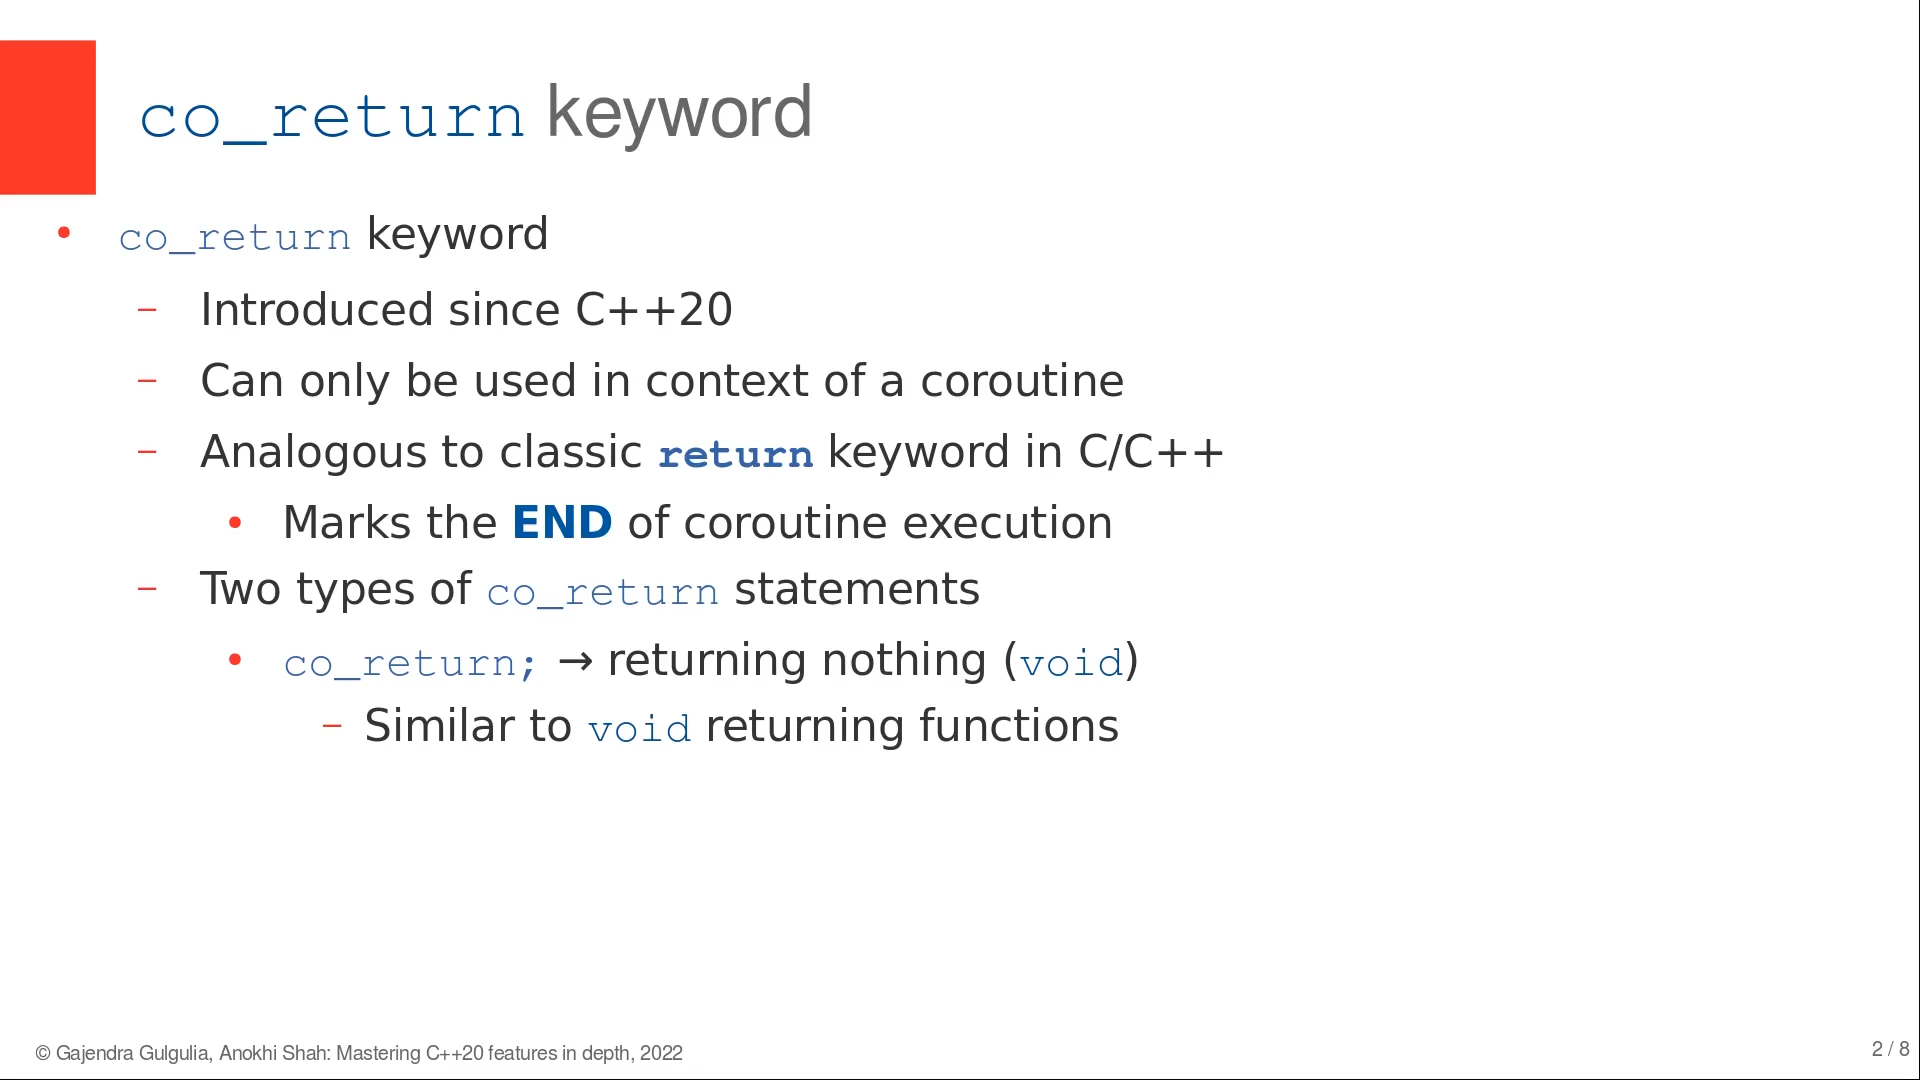 co_return keyword
• co_return keyword
– Introduced since C++20
– Can only be used in context of a coroutine
– Analogous to classic return keyword in C/C++
• Marks the END of coroutine execution
– Two types of co_return statements
• co_return; → returning nothing (void)
– Similar to void returning functions
© Gajendra Gulgulia, Anokhi Shah: Mastering C++20 features in depth, 2022
2 / 8